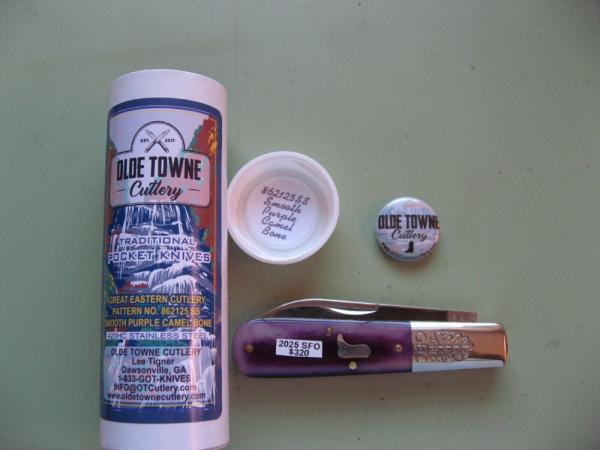 EST. 2019
OLDE TOWNE
Cutlery
TRADITIONAL
POCKET KNIVES
GREAT EASTERN CUTLERY
PATTERN NO. 862125 SS
SMOOTH PURPLE CAMEL BONE
420HC STAINLESS STEEL
OLDE TOWNE CUTLERY
Lee Tigner
Dawsonville, GA
1-833-GOT-KNIVES
INFO@OTCutlery.com
www.oldetownecutlery.com
862125SS
Smooth
Purple
Camel
Bone
OLDE TOWNE
Cutlery
2025 SFO
$320